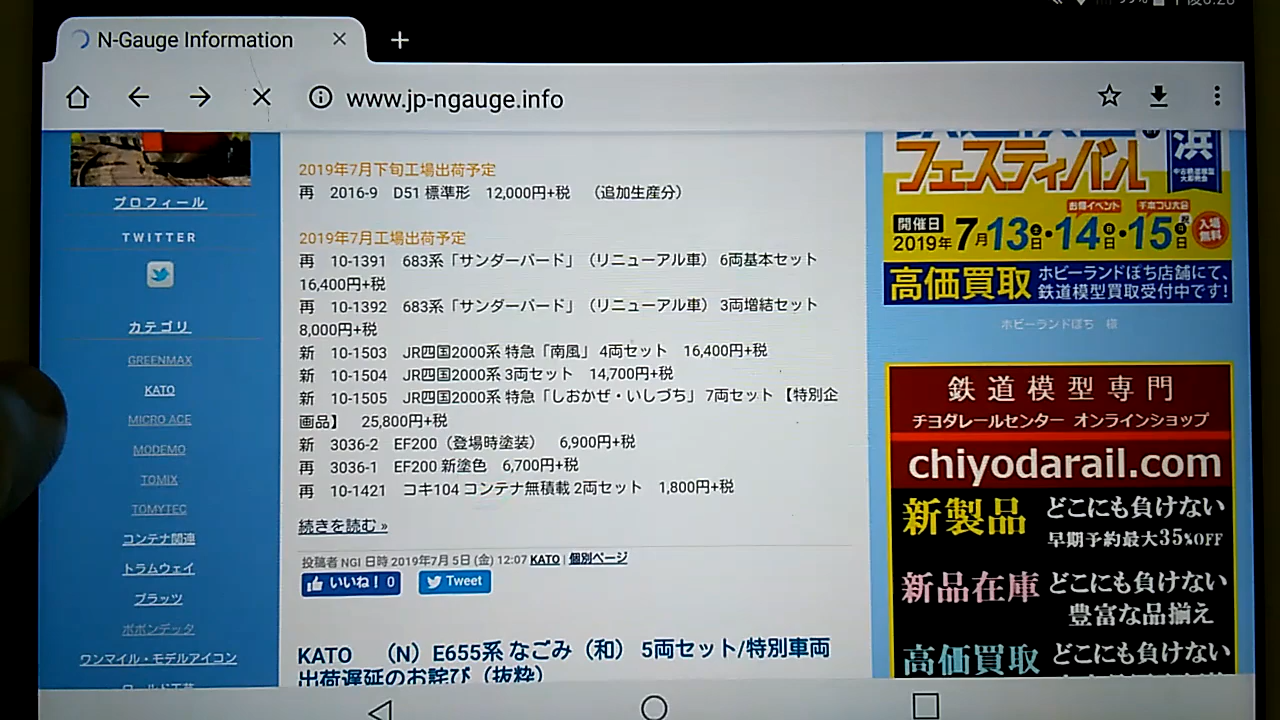 N-Gauge Information
www.jp-ngauge.info
プロフィール
TWITTER
カテゴリ
GREENMAX
KATO
MICRO ACE
MODEMO
TOMIX
TOMYTEC
コンテナ関連
トラムウェイ
プラッツ
ポポンデッタ
ワンマイル・モデルアイコン
2019年7月下旬工場出荷予定
再 2016-9 D51 標準形 12,000円+税 （追加生産分）
2019年7月工場出荷予定
再 10-1391 683系「サンダーバード」（リニューアル車） 6両基本セット
16,400円+税
再 10-1392 683系「サンダーバード」（リニューアル車） 3両増結セット
8,000円+税
新 10-1503 JR四国2000系 特急「南風」 4両セット 16,400円+税
新 10-1504 JR四国2000系 3両セット 14,700円+税
新 10-1505 JR四国2000系 特急「しおかぜ・いしづち」 7両セット 【特別企
画品】 25,800円+税
新 3036-2 EF200（登場時塗装） 6,900円+税
再 3036-1 EF200 新塗色 6,700円+税
再 10-1421 コキ104 コンテナ無積載 2両セット 1,800円+税
続きを読む »
投稿者 NGI 日時 2019年7月 5日 (金) 12:07 KATO | 個別ページ
いいね！ 0 Tweet
KATO （N）E655系 なごみ（和） 5両セット/特別車両
出荷遅延のお詫び（抜粋）
浜
フェスティバル
お得イベント
開催日
2019年7月13土日・14日日・15日
入場
無料
高価買取
ホビーランドぽち店舗にて、
鉄道模型買取受付中です!
ホビーランドぽち 様
鉄道模型専門
チヨダレールセンター オンラインショップ
chiyodarail.com
新製品
どこにも負けない
早期予約最大35%OFF
新品在庫
どこにも負けない
豊富な品揃え
高価買取
どこにも負けない